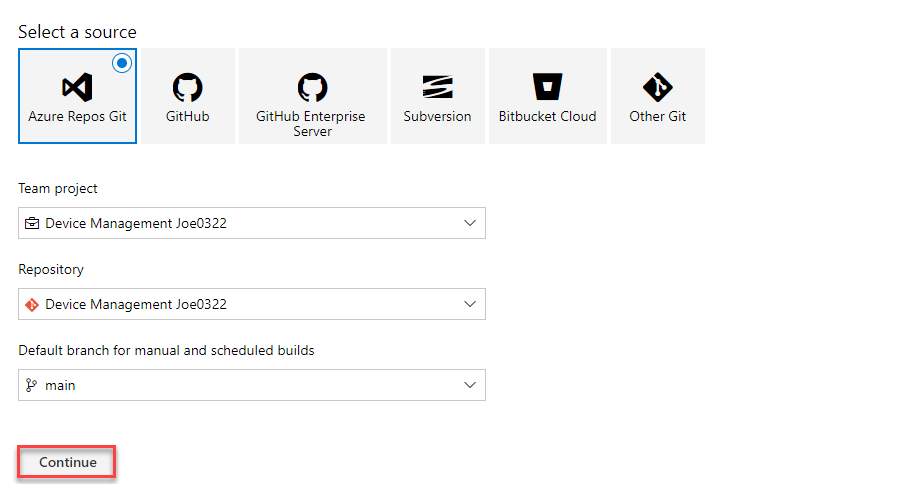 Select a source
Azure Repos Git
GitHub
GitHub Enterprise
Server
Subversion
Bitbucket Cloud
Other Git
Team project
Device Management Joe0322
Repository
Device Management Joe0322
Default branch for manual and scheduled builds
main
Continue